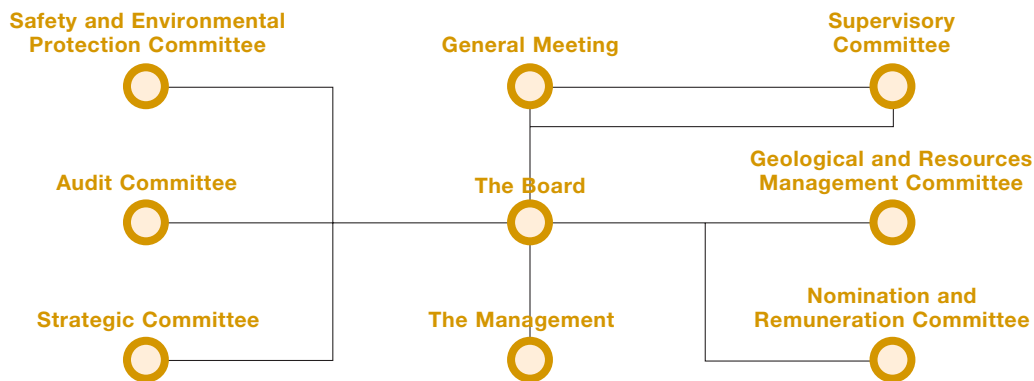 Safety and Environmental
Protection Committee
General Meeting
Supervisory
Committee
Audit Committee
The Board
Geological and Resources
Management Committee
Strategic Committee
The Management
Nomination and
Remuneration Committee